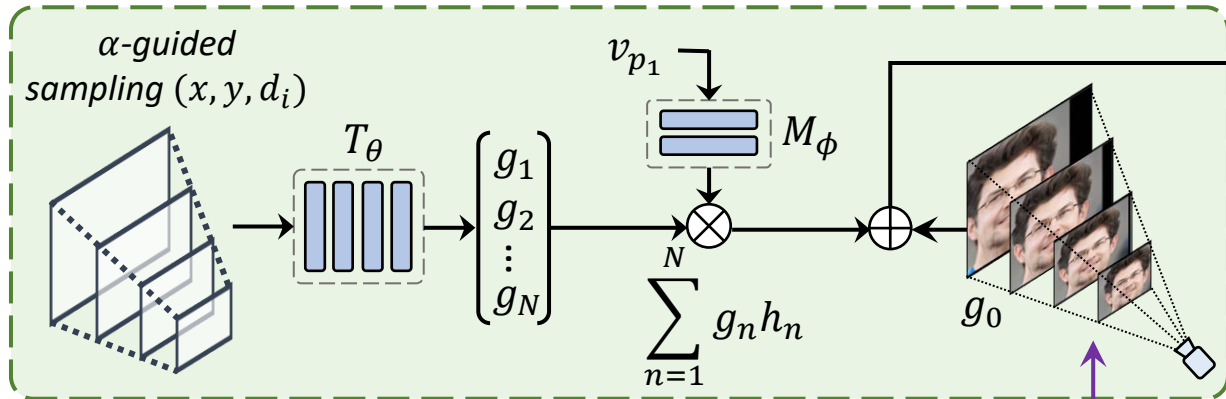 α-guided
sampling (x, y, d_i)
T_θ
g_1
g_2
⋮
g_N
v_{p_1}
M_ϕ
N
∑ g_n h_n
n=1
g_0